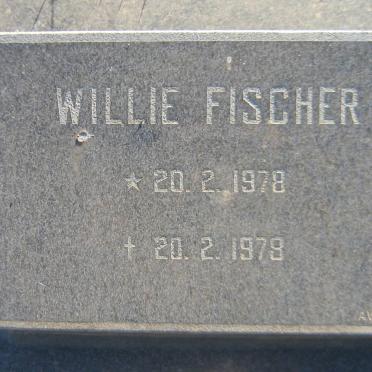 WILLIE FISCHER
★ 20. 2. 1978
† 20. 2. 1979